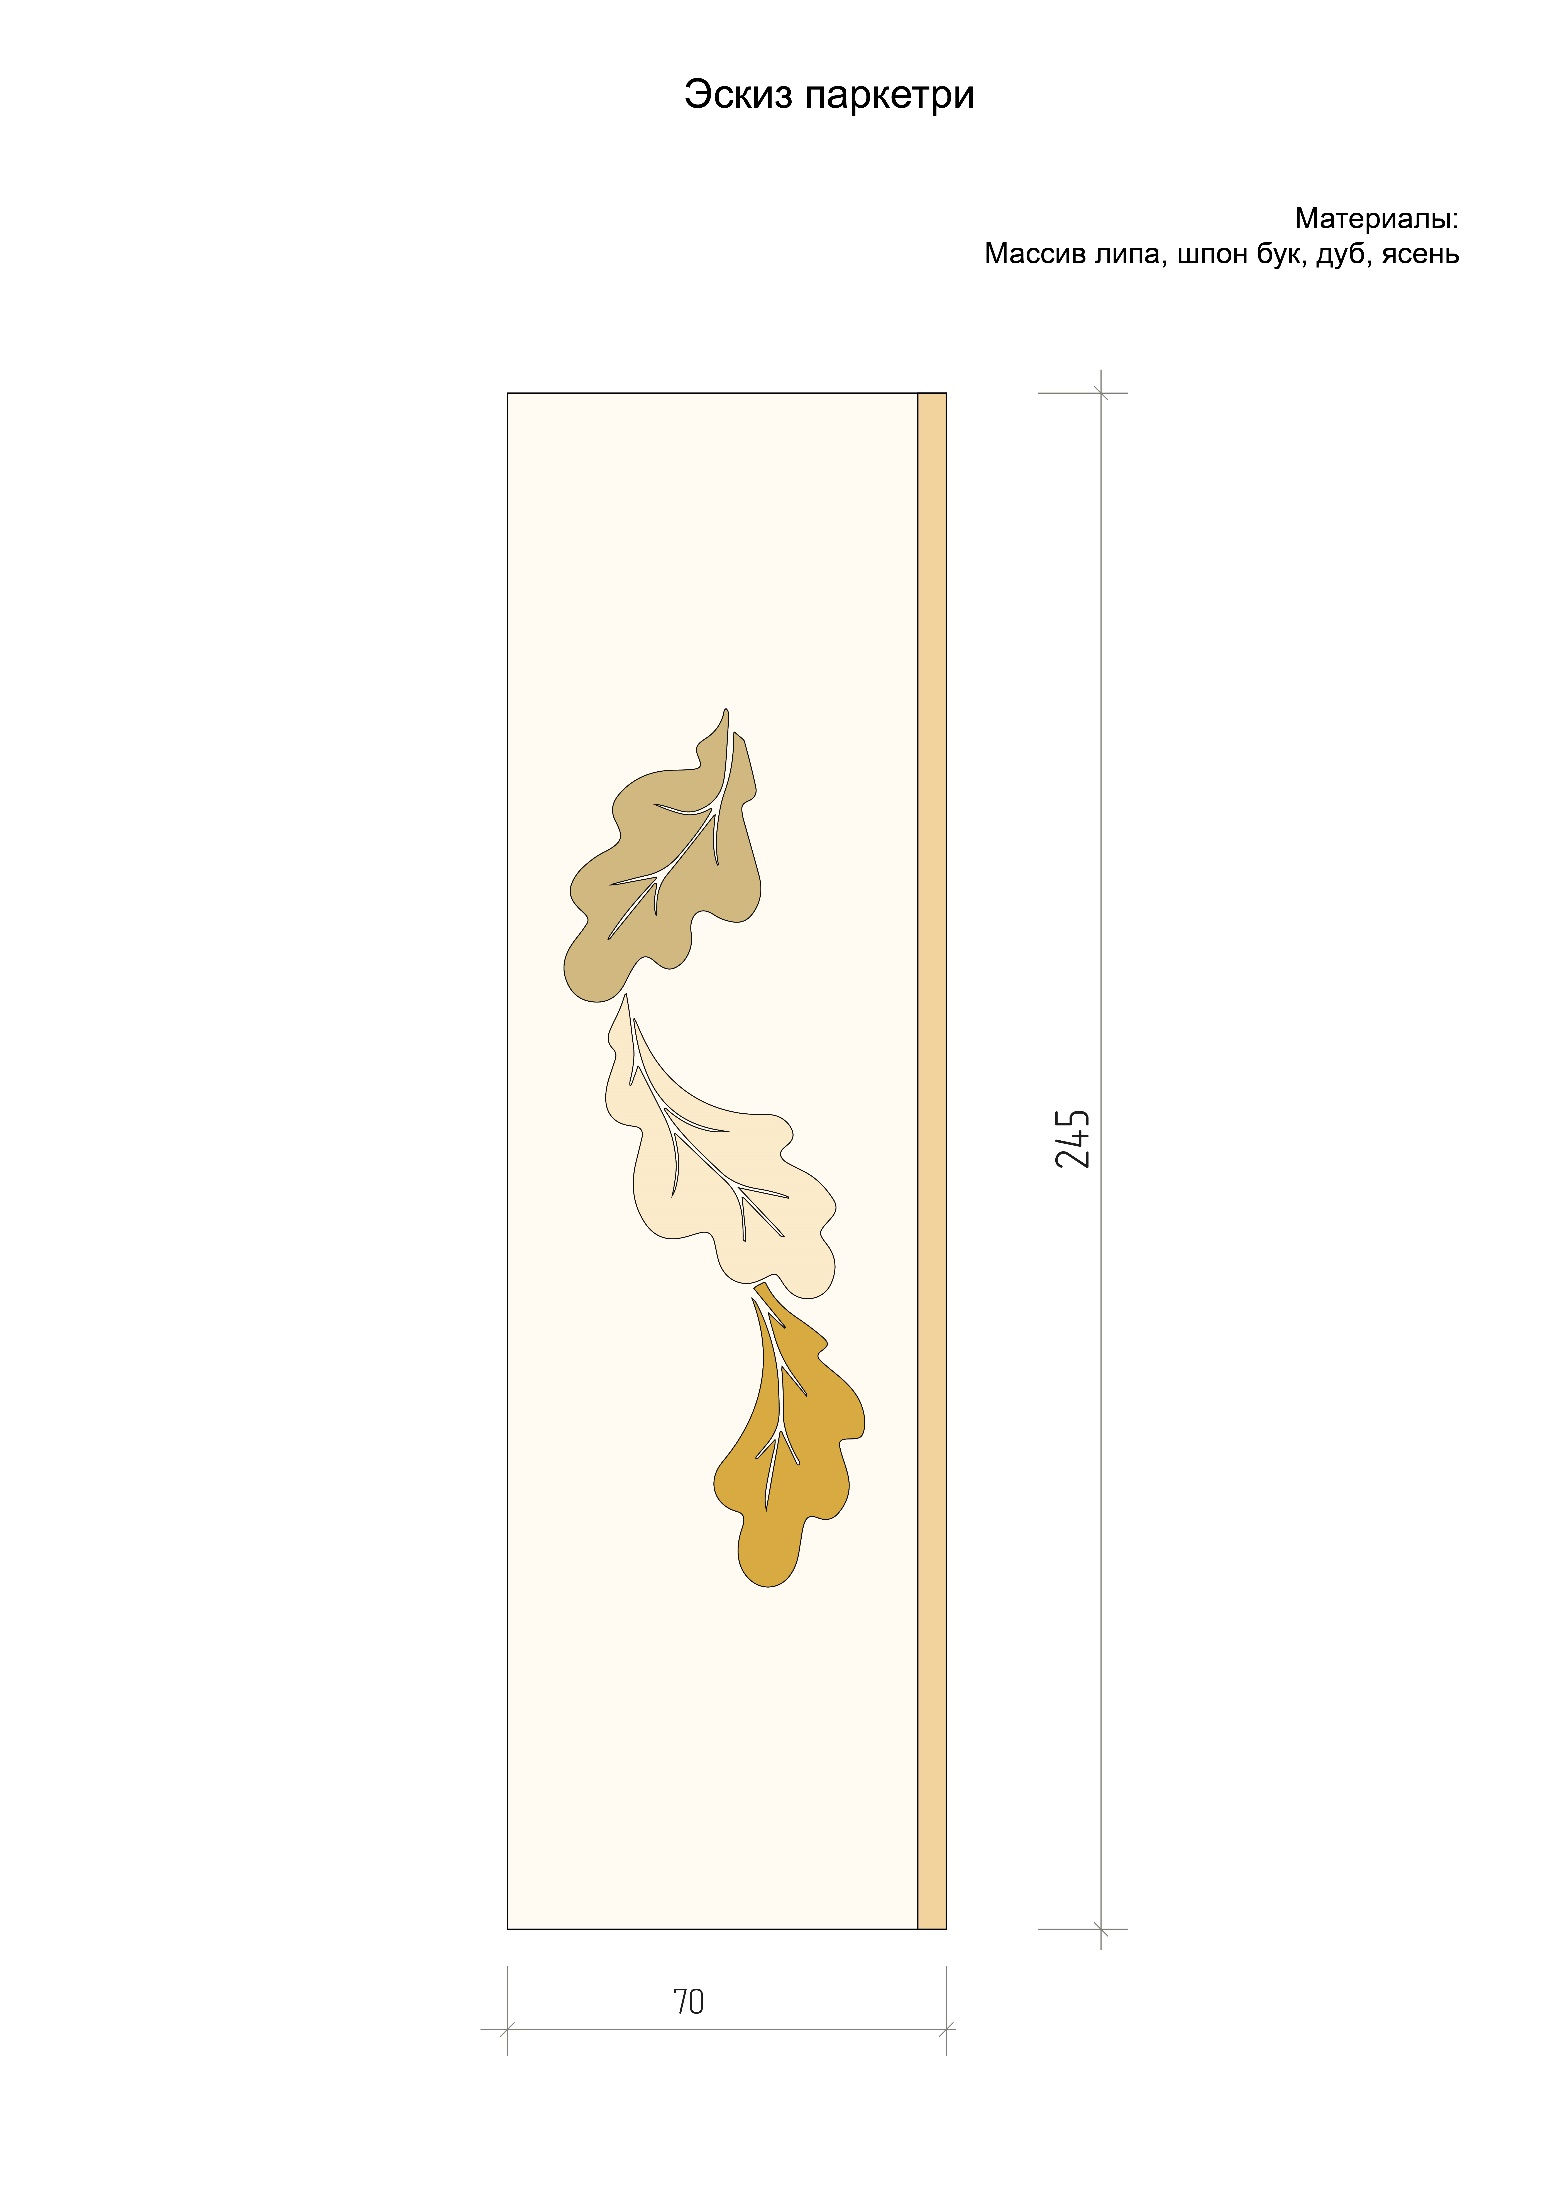 Эскиз паркетри
Материалы:
Массив липа, шпон бук, дуб, ясень
245
70